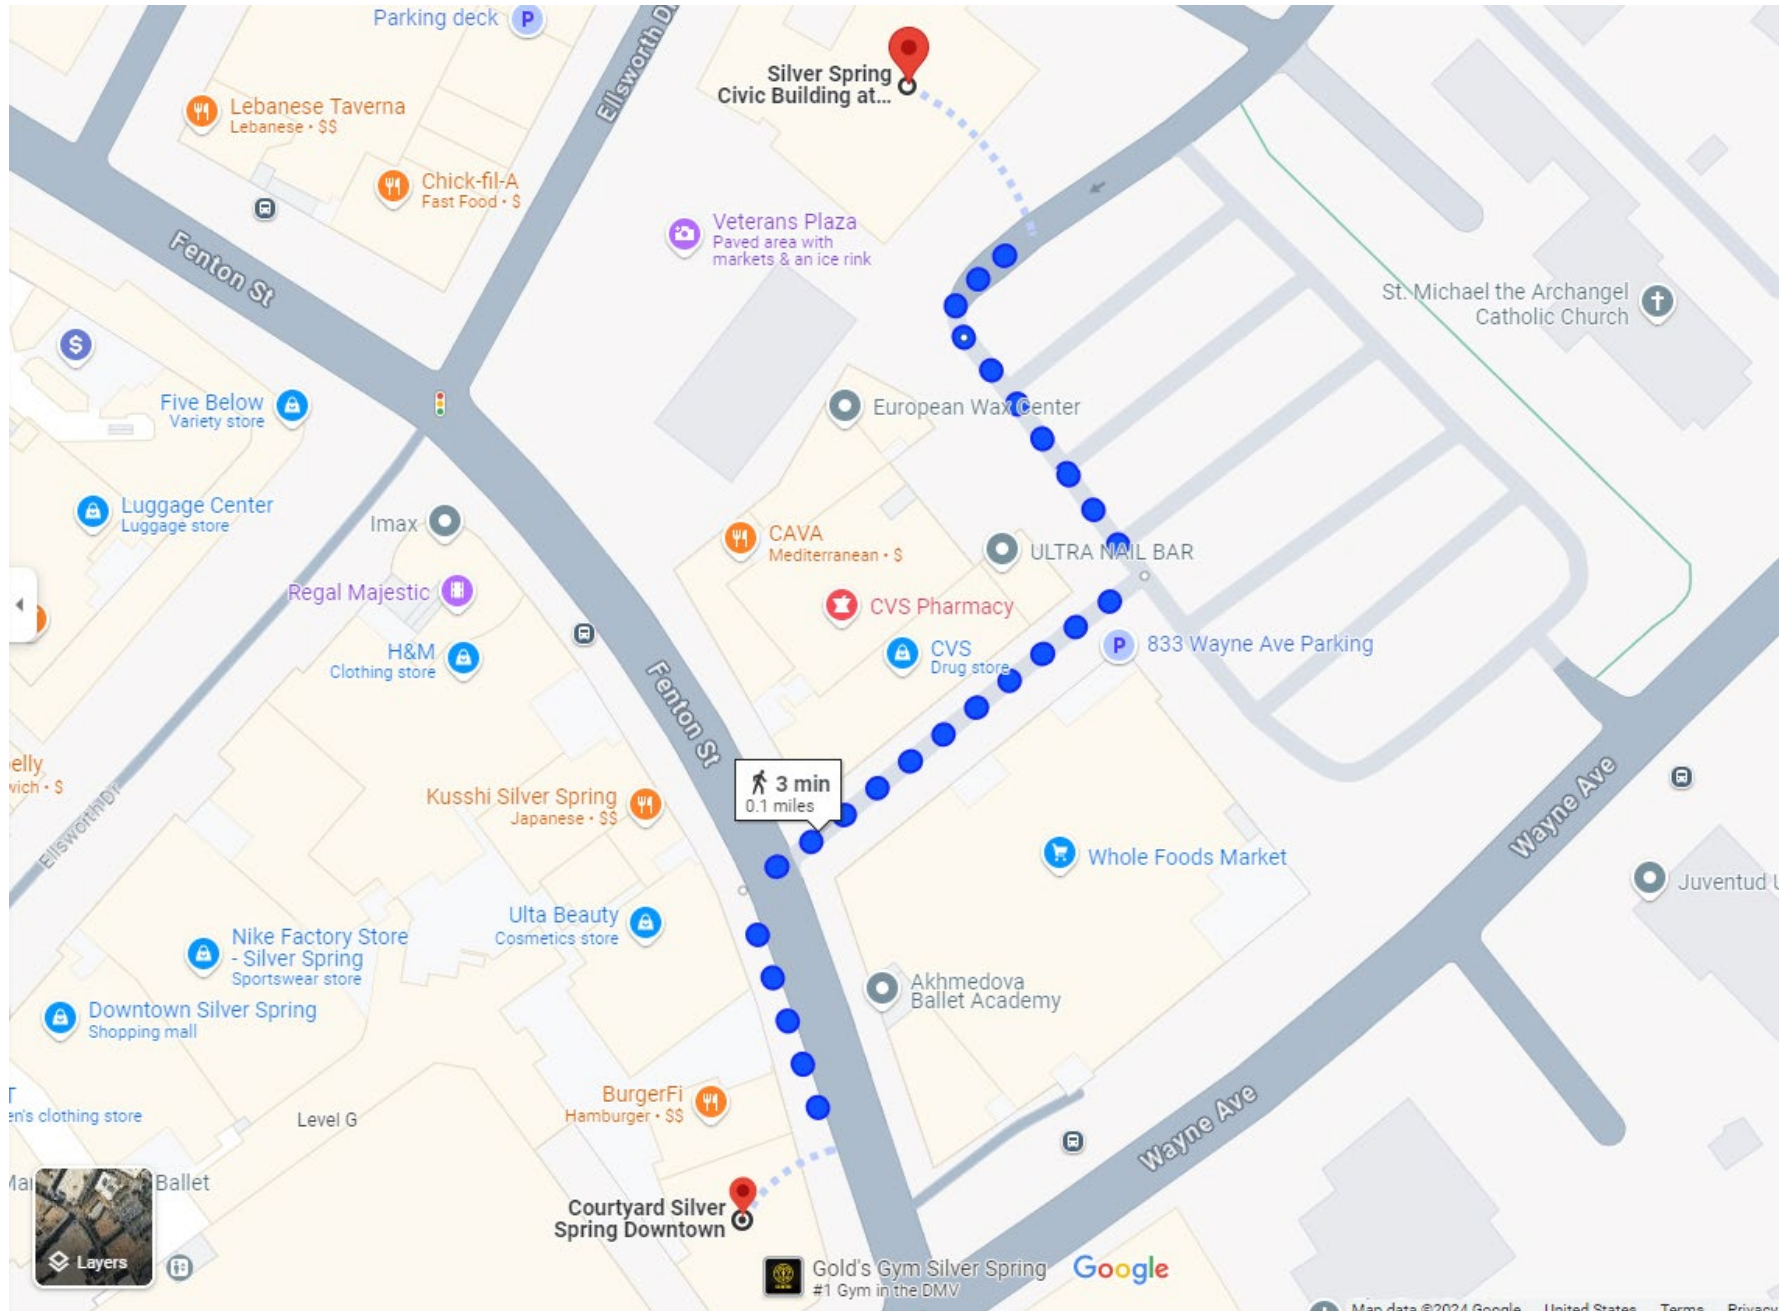 Parking deck
P
Ellsworth Dr
Silver Spring
Civic Building at...
Lebanese Taverna
Lebanese • $$
Chick-fil-A
Fast Food • $
Veterans Plaza
Paved area with
markets & an ice rink
Fenton St
St. Michael the Archangel
Catholic Church
$
Five Below
Variety store
European Wax Center
Luggage Center
Luggage store
Imax
CAVA
Mediterranean • $
ULTRA NAIL BAR
Regal Majestic
CVS Pharmacy
H&M
Clothing store
CVS
Drug store
P
833 Wayne Ave Parking
Fenton St
elly
wich • $
3 min
0.1 miles
Kusshi Silver Spring
Japanese • $$
Ellsworth Dr
Wayne Ave
Whole Foods Market
Juventud U
Ulta Beauty
Cosmetics store
Nike Factory Store
- Silver Spring
Sportswear store
Akhmedova
Ballet Academy
Downtown Silver Spring
Shopping mall
BurgerFi
Hamburger • $$
T
en's clothing store
Level G
Wayne Ave
Ballet
Courtyard Silver
Spring Downtown
Layers
Gold's Gym Silver Spring
#1 Gym in the DMV
Google
Map data ©2024 Google United States Terms Privacy